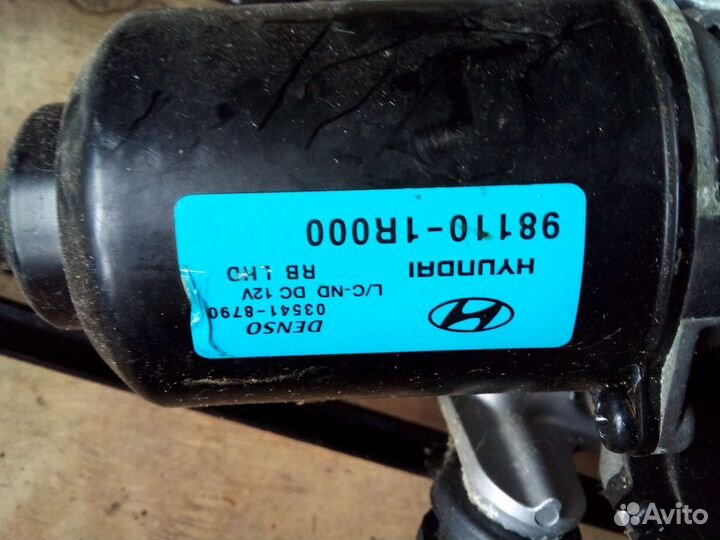 DENSO
03541-8790
L/C-ND DC 12V
HYUNDAI RB LHD
98110-1R000
Avito